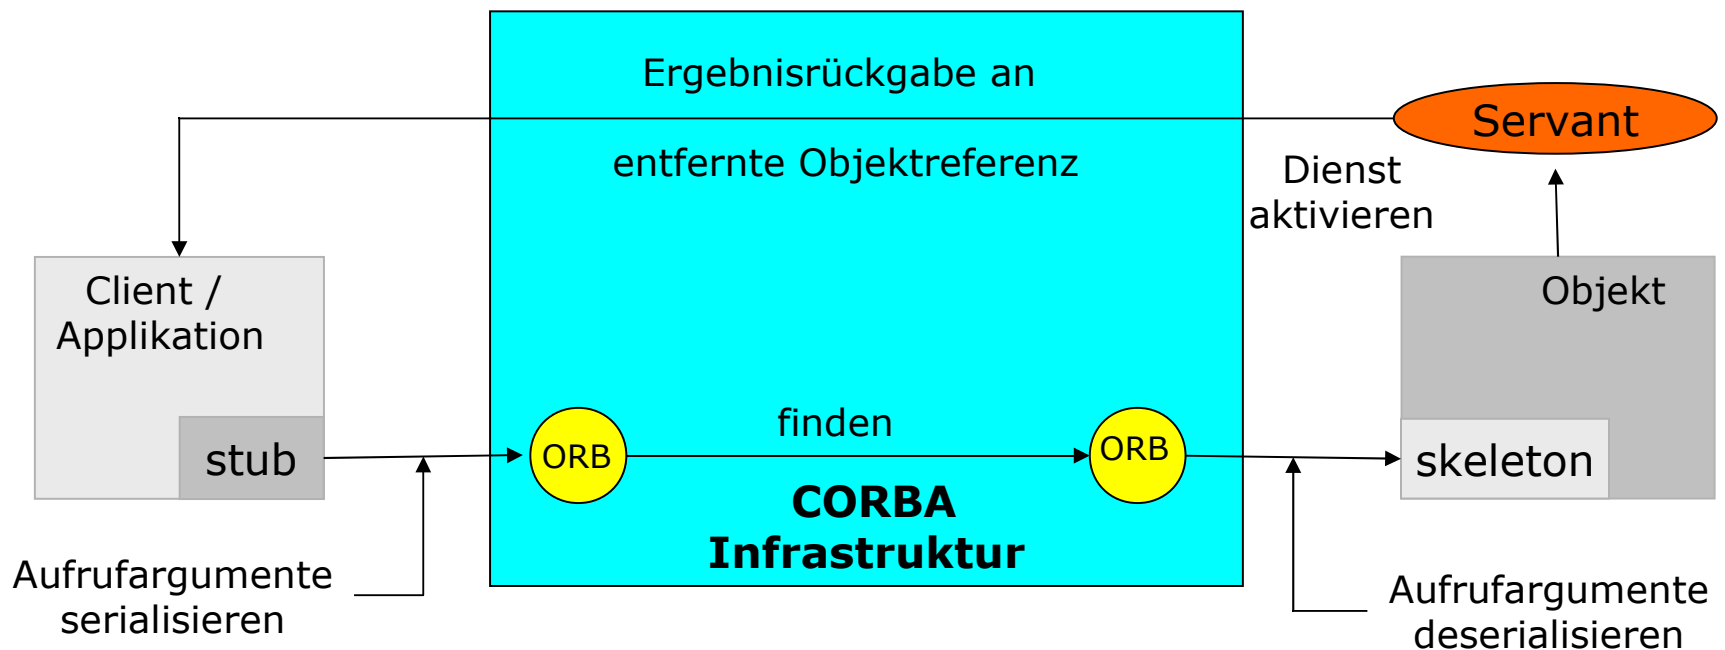 Ergebnisrückgabe an
entfernte Objektreferenz
Servant
Dienst
aktivieren
Client /
Applikation
stub
Objekt
skeleton
ORB
finden
ORB
CORBA
Infrastruktur
Aufrufargumente
serialisieren
Aufrufargumente
deserialisieren